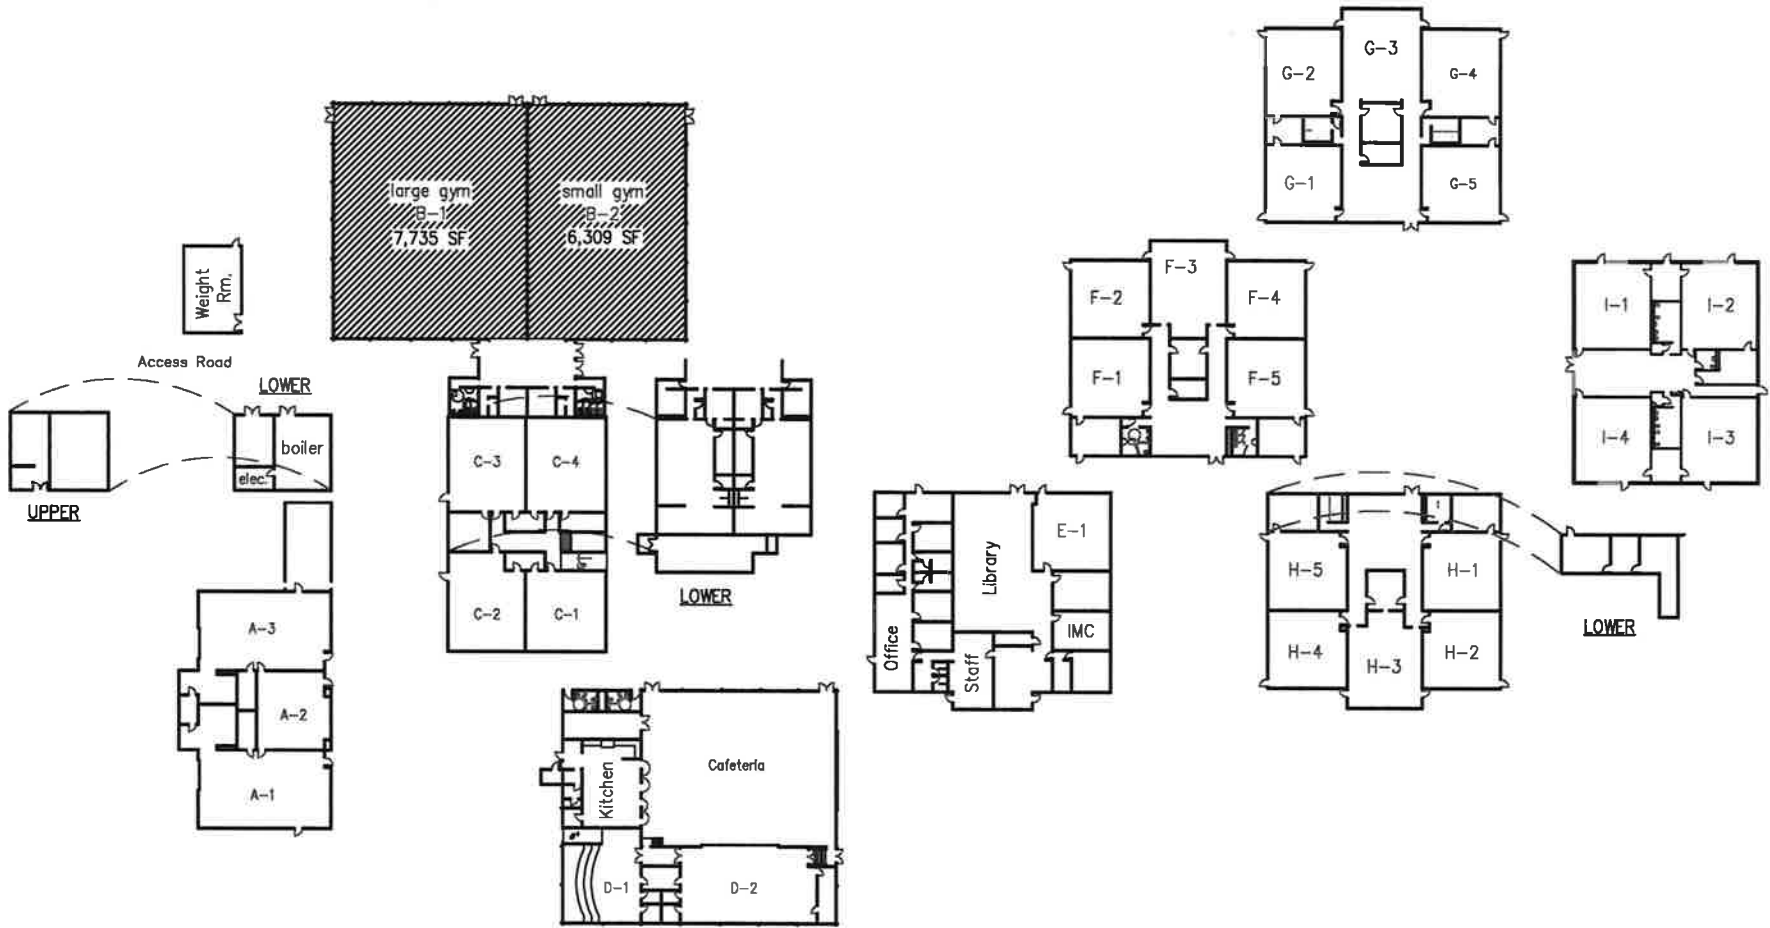 G-3
G-2
G-4
G-1
G-5
large gym
B-1
7,735 SF
small gym
B-2
6,309 SF
Weight
Rm.
Access Road
LOWER
boiler
elec.
UPPER
C-3
C-4
C-2
C-1
LOWER
F-3
F-2
F-4
F-1
F-5
I-1
I-2
I-4
I-3
E-1
Library
IMC
Office
Staff
H-5
H-1
H-4
H-3
H-2
LOWER
A-3
A-2
A-1
Kitchen
Cafeteria
D-1
D-2